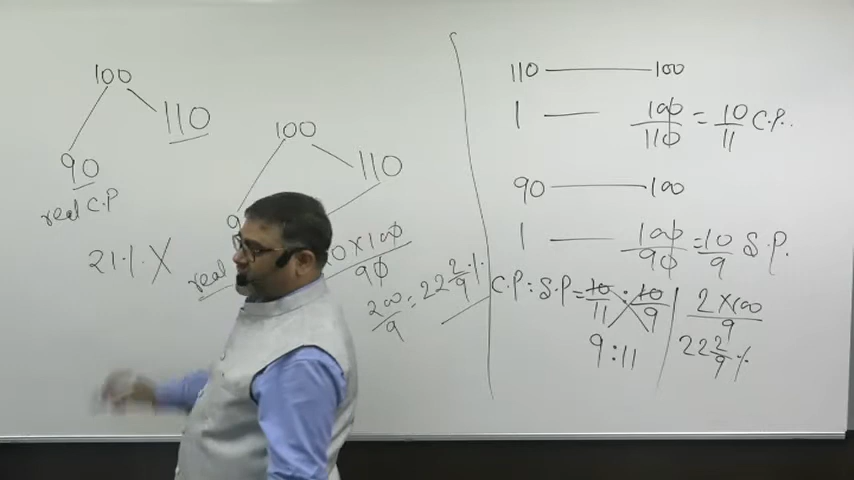 100
110
90
real C.P
21% X
100
110
9
real
0×100
90
200/9 = 22 2/9 %
110 — 100
1 — 100/110 = 10/11 C.P.
90 — 100
1 — 100/90 = 10/9 S.P.
C.P : S.P = 10/11 : 10/9
9 : 11
2×100/9
22 2/9 %